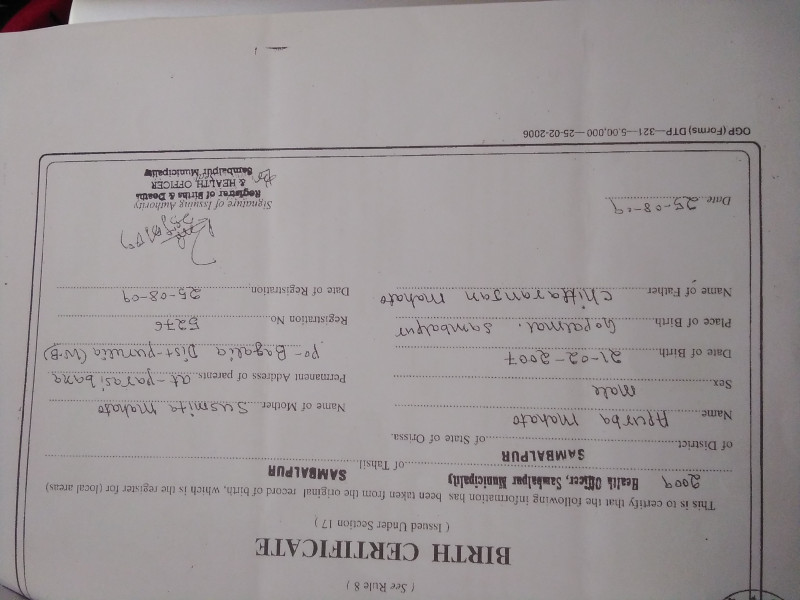 ( See Rule 8 )
BIRTH CERTIFICATE
( Issued Under Section 17 )
This is to certify that the following information has been taken from the original record of birth, which is the register for (local areas)
2009 Health Officer, Sambalpur Municipality of Tahsil SAMBALPUR
of District SAMBALPUR of State of Orissa.
Name Apurba Mahato
Sex Male
Date of Birth 21-02-2007
Place of Birth Gopalmal. Sambalpur
Name of Father Chittaranjan Mahato
Name of Mother Susmita Mahato
Permanent Address of parents at-parasibana
po- Bagalia Dist-purulia (W.B)
Registration No. 5276
Date of Registration 25-08-09
Date 25-08-09
Signature of Issuing Authority
Registrar of Births & Deaths
& HEALTH OFFICER
Sambalpur Municipality
OGP (Forms) DTP—321—5,00,000—25-02-2006